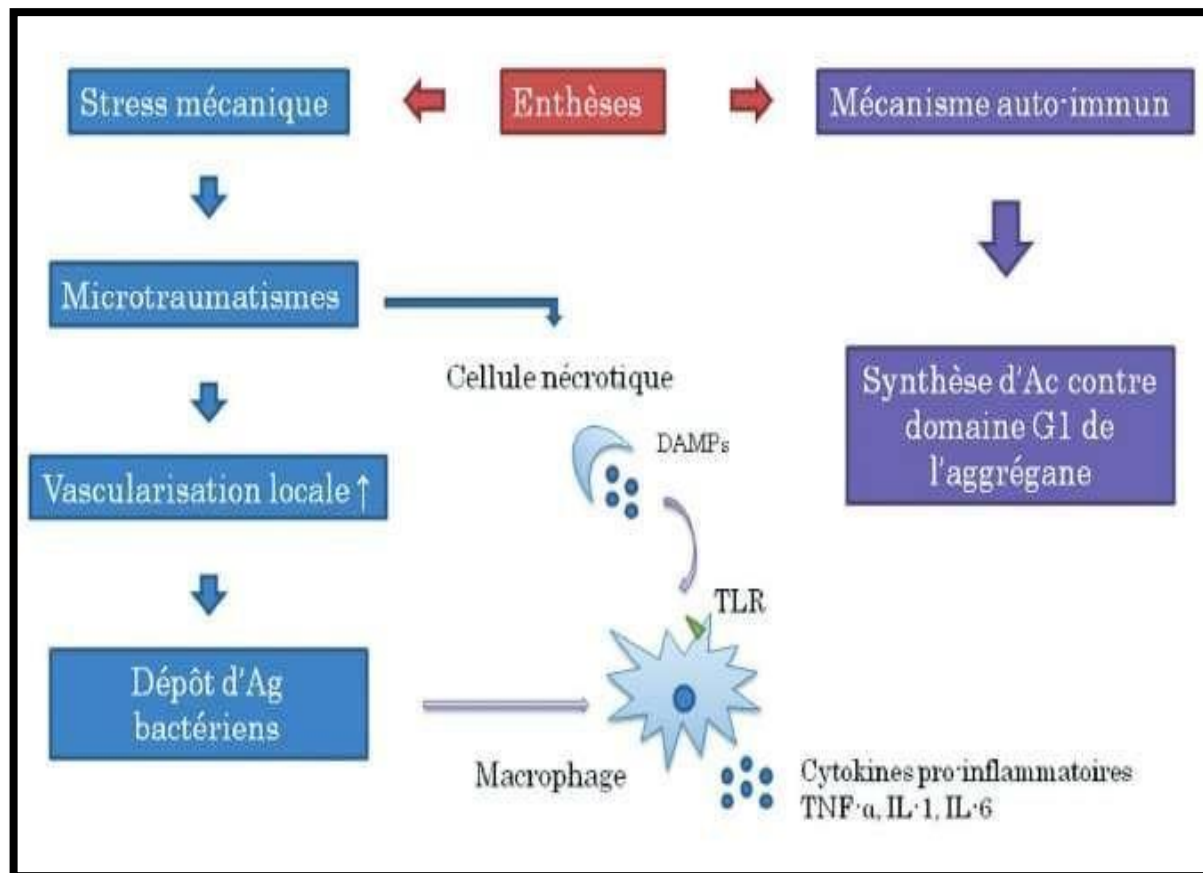 Stress mécanique
Enthèses
Mécanisme auto-immun
Microtraumatismes
Cellule nécrotique
DAMPs
Synthèse d'Ac contre
domaine G1 de
l'aggrégane
Vascularisation locale ↑
TLR
Dépôt d'Ag
bactériens
Macrophage
Cytokines pro-inflammatoires
TNF-α, IL-1, IL-6